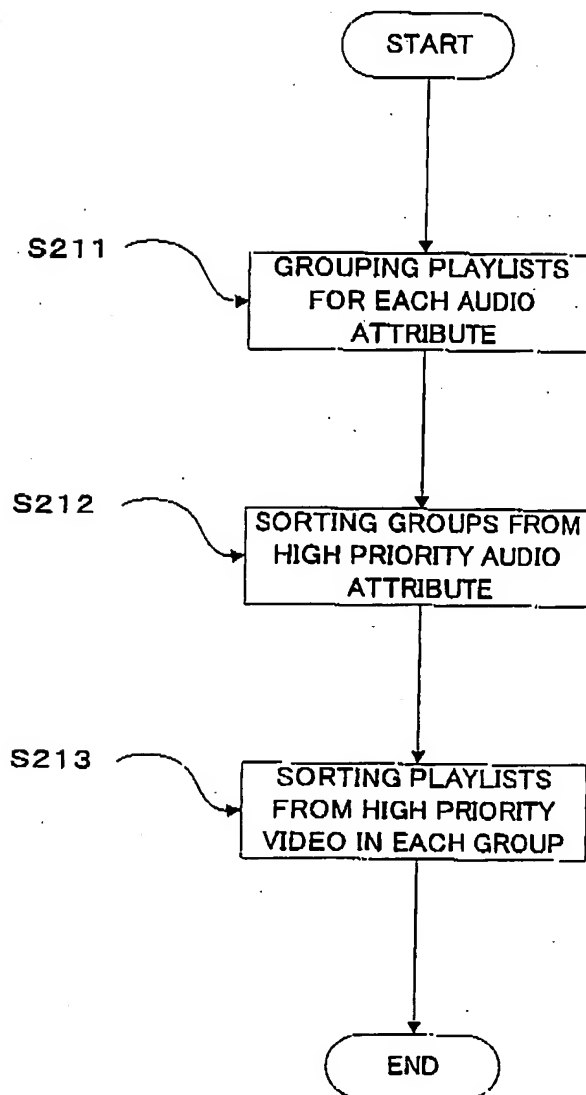 START
S211
GROUPING PLAYLISTS
FOR EACH AUDIO
ATTRIBUTE
S212
SORTING GROUPS FROM
HIGH PRIORITY AUDIO
ATTRIBUTE
S213
SORTING PLAYLISTS
FROM HIGH PRIORITY
VIDEO IN EACH GROUP
END